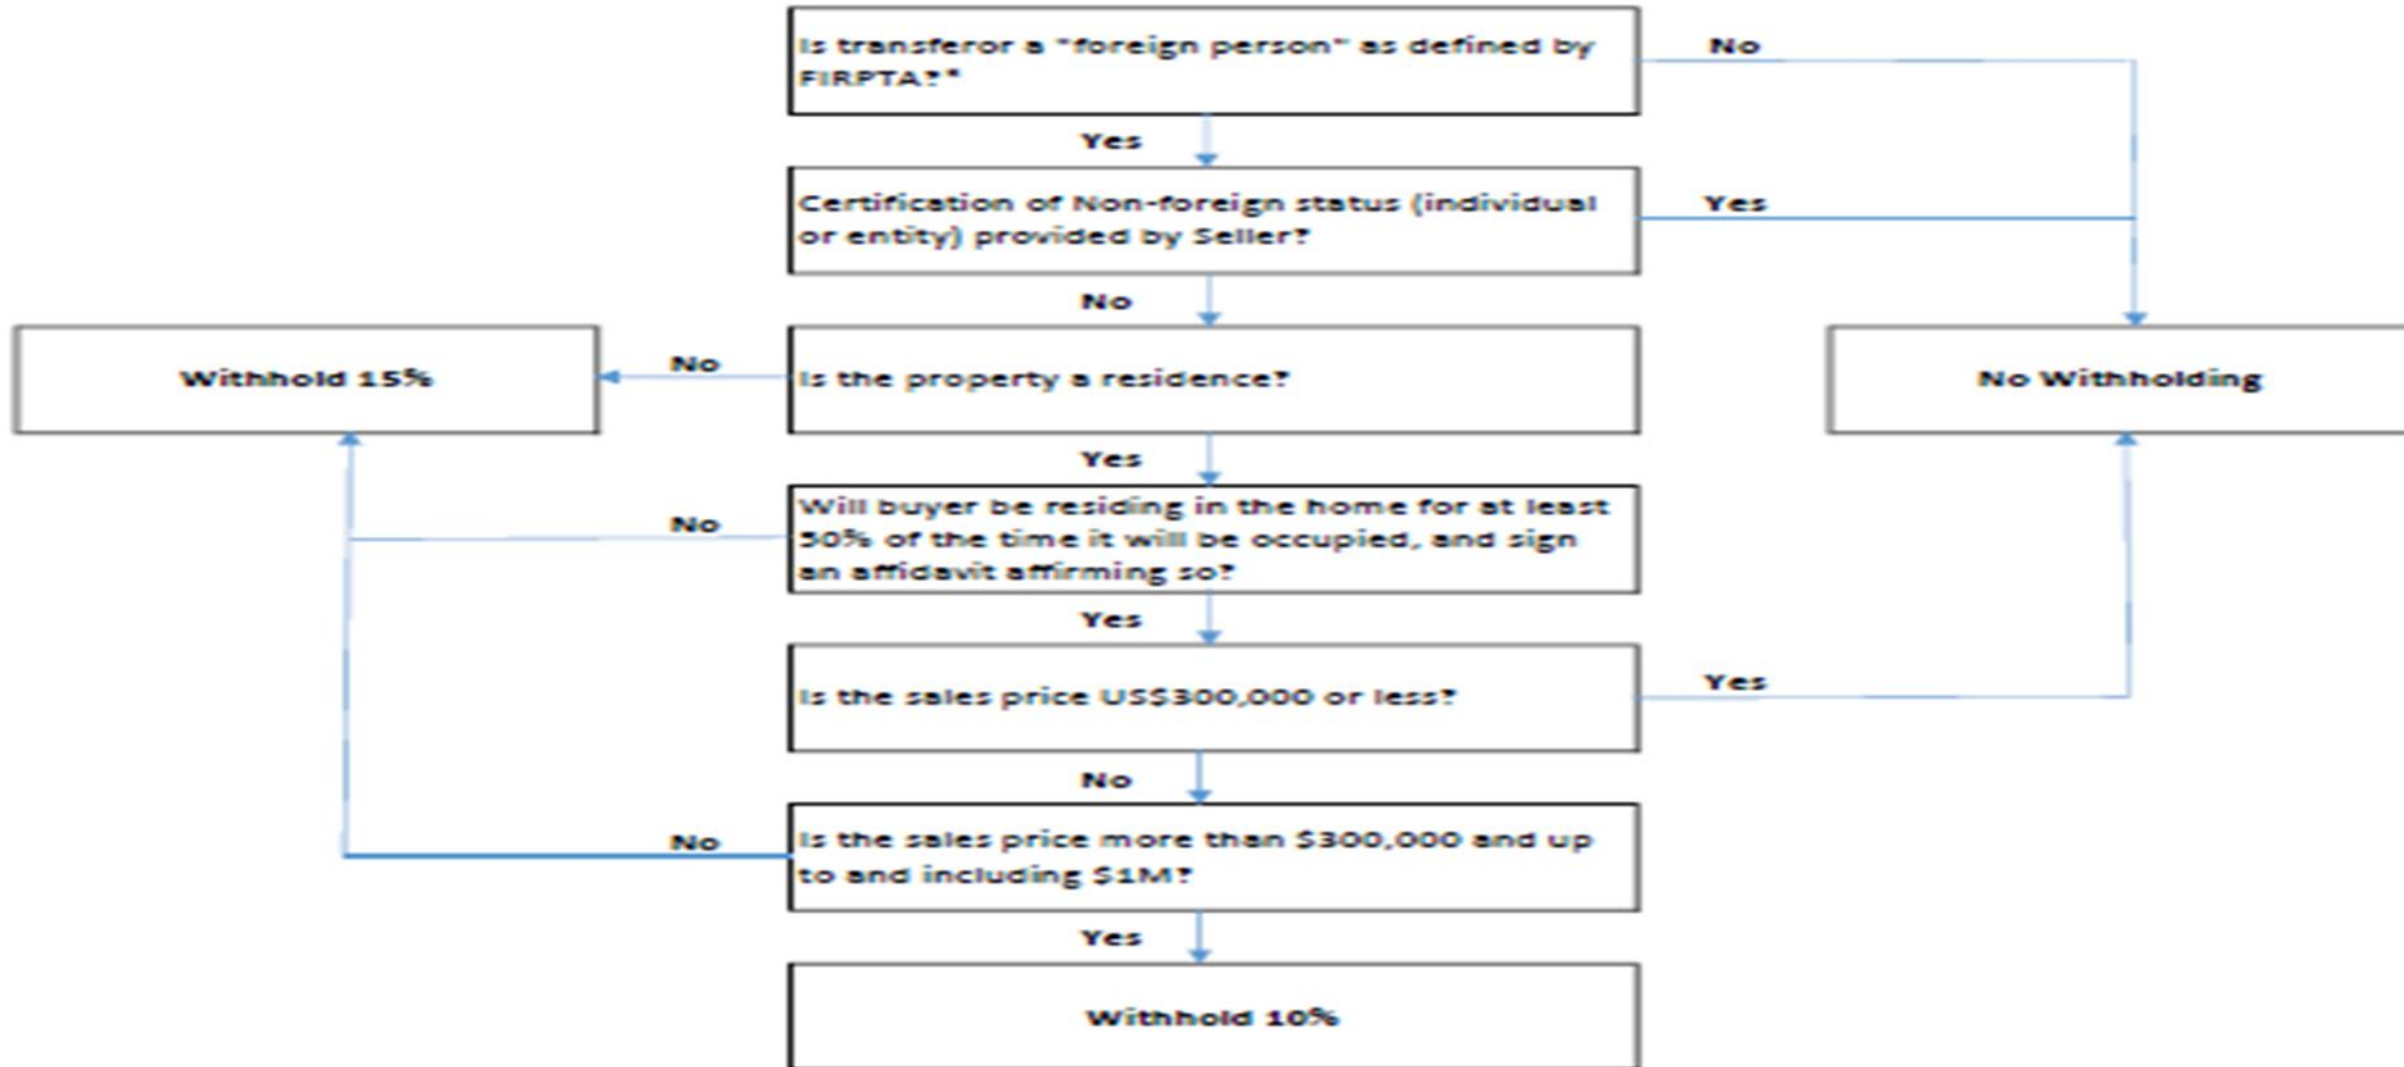 Is transferor a "foreign person" as defined by
FIRPTA?*
No
Yes
Certification of Non-foreign status (individual
or entity) provided by Seller?
Yes
No
Withhold 15%
No
Is the property a residence?
No Withholding
Yes
Will buyer be residing in the home for at least
50% of the time it will be occupied, and sign
an affidavit affirming so?
No
Yes
Is the sales price US$300,000 or less?
Yes
No
Is the sales price more than $300,000 and up
to and including $1M?
No
Yes
Withhold 10%